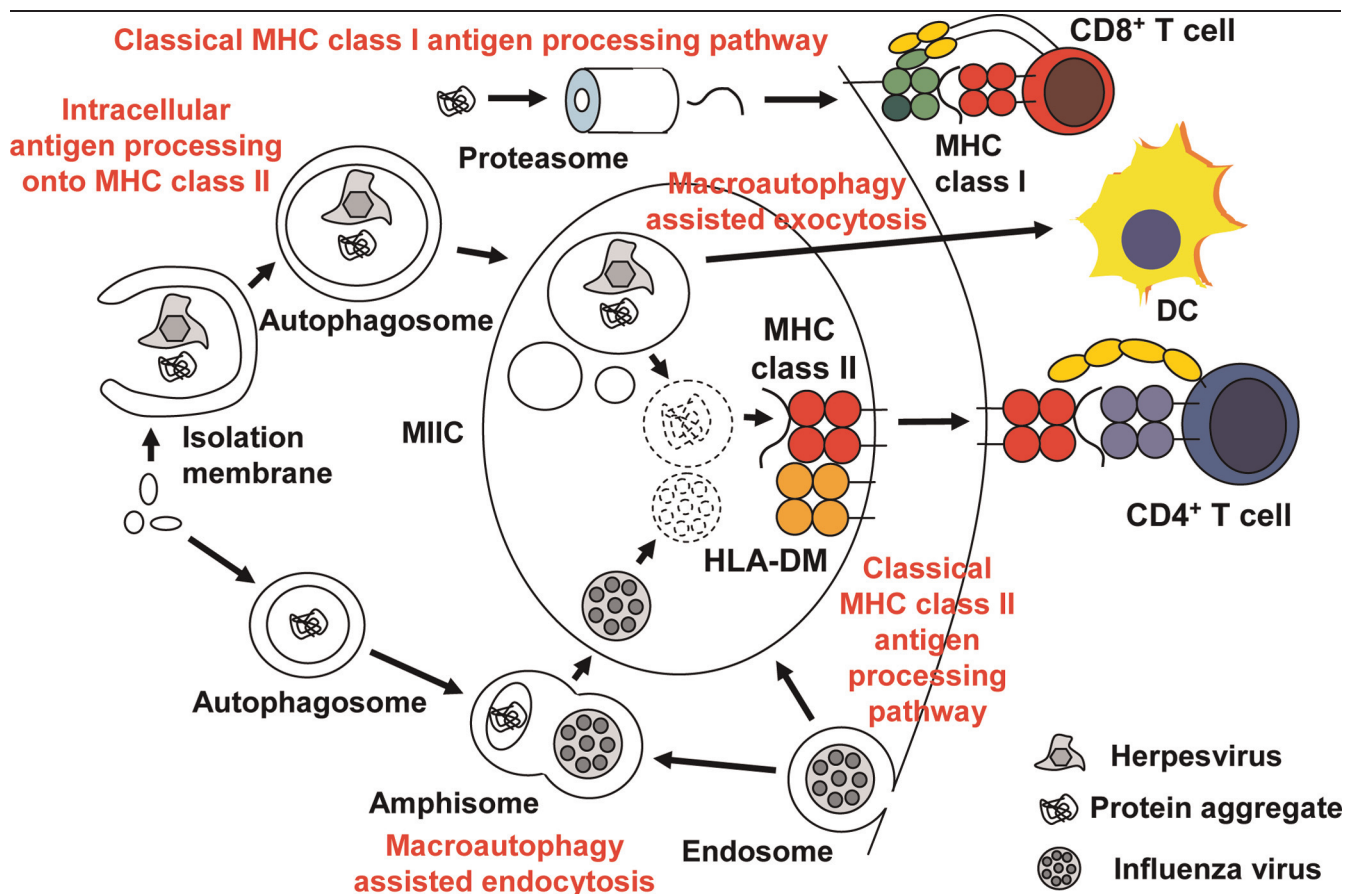 Classical MHC class I antigen processing pathway
CD8⁺ T cell
Intracellular
antigen processing
onto MHC class II
Proteasome
MHC
class I
Macroautophagy
assisted exocytosis
Autophagosome
DC
MHC
class II
MIIC
Isolation
membrane
CD4⁺ T cell
HLA-DM
Classical
MHC class II
antigen
processing
pathway
Autophagosome
Amphisome
Macroautophagy
assisted endocytosis
Endosome
Herpesvirus
Protein aggregate
Influenza virus